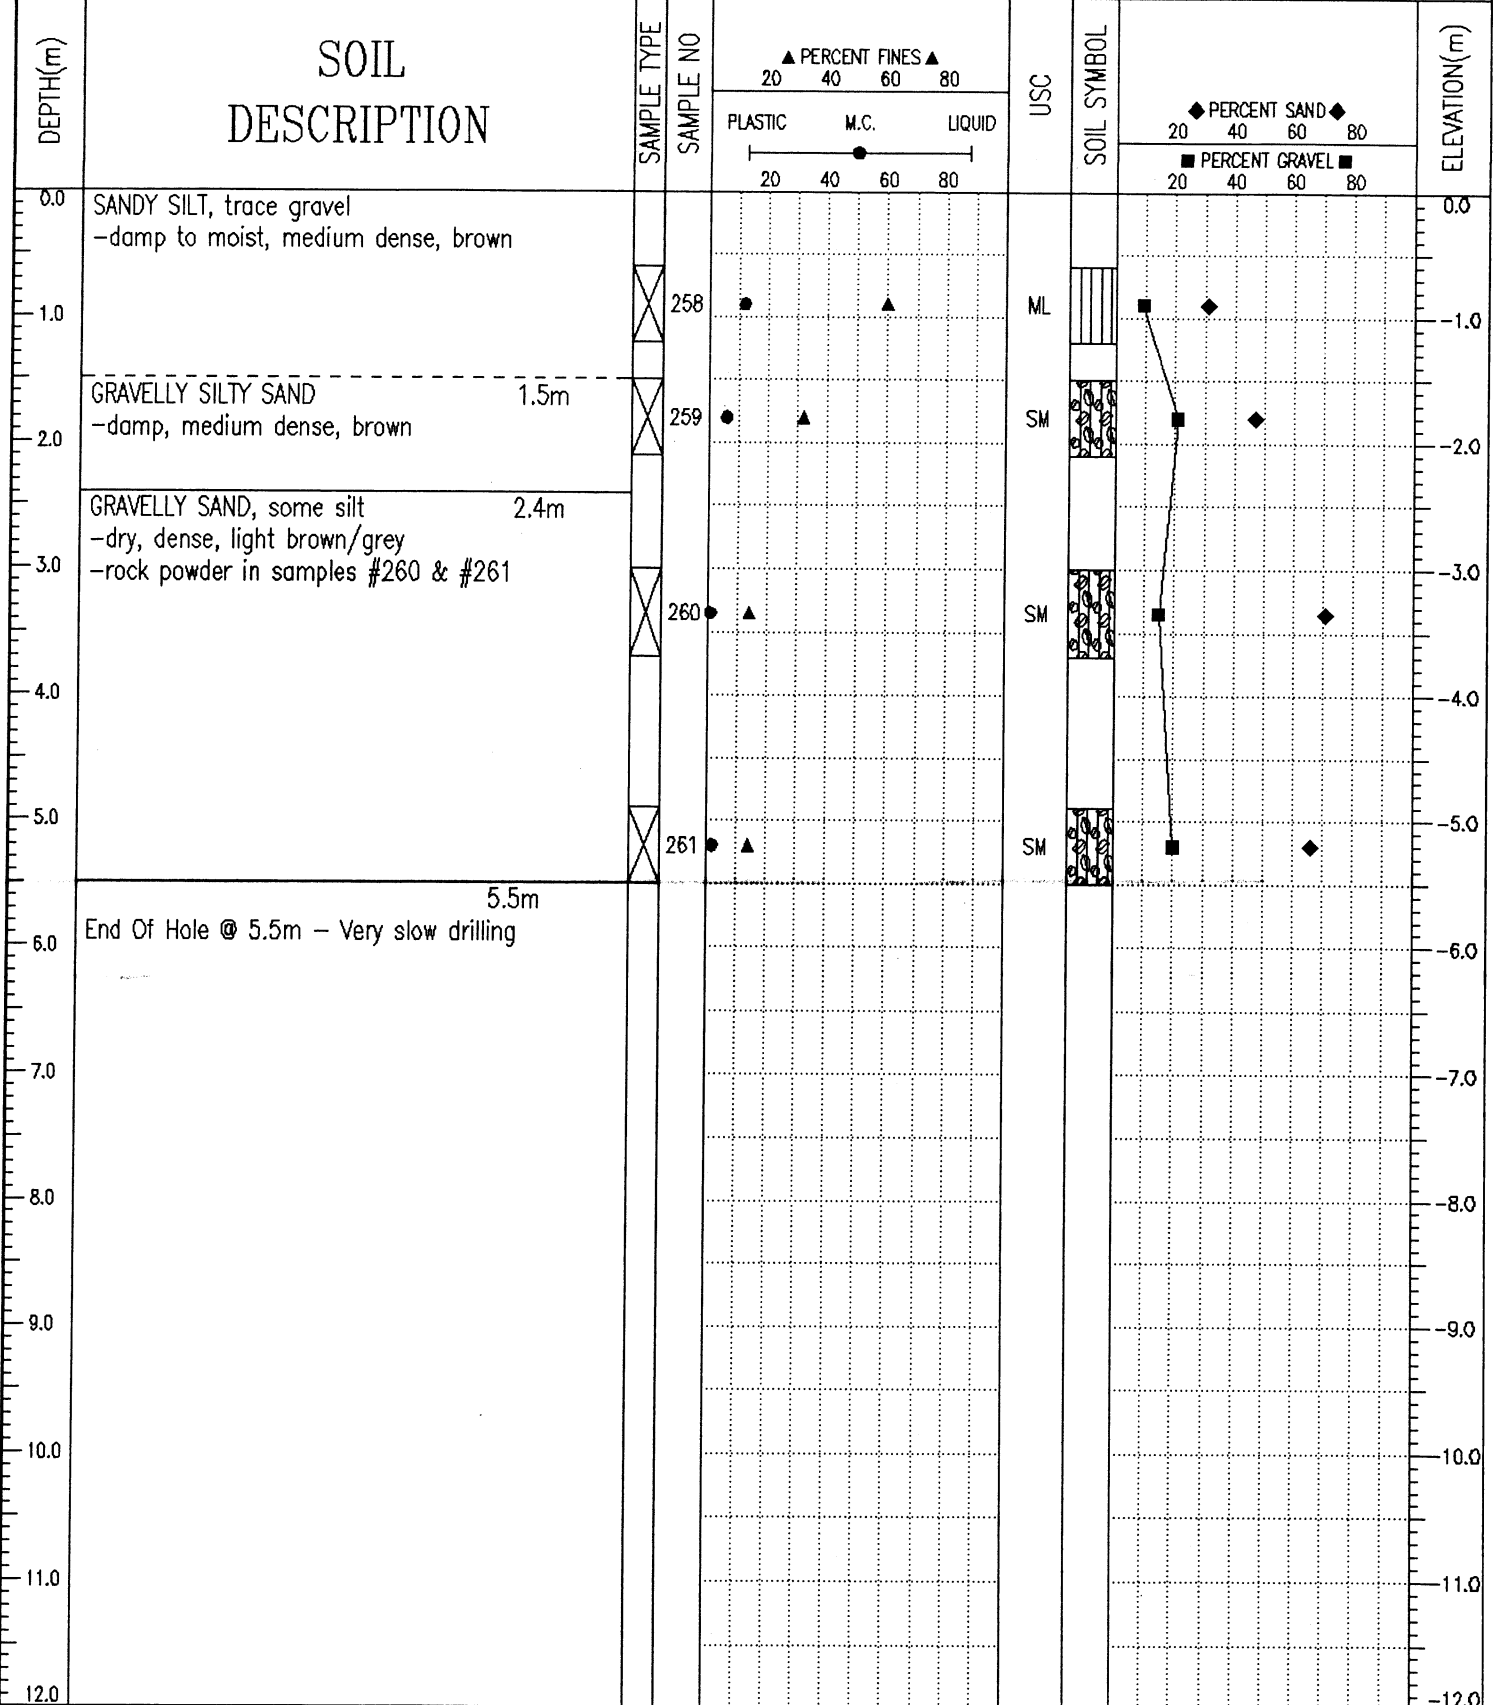 DEPTH(m)
SOIL
DESCRIPTION
SAMPLE TYPE
SAMPLE NO
▲ PERCENT FINES ▲
20 40 60 80
PLASTIC M.C. LIQUID
20 40 60 80
USC
SOIL SYMBOL
◆ PERCENT SAND ◆
20 40 60 80
■ PERCENT GRAVEL ■
20 40 60 80
ELEVATION(m)
0.0
SANDY SILT, trace gravel
-damp to moist, medium dense, brown
0.0
258
ML
1.0
-1.0
GRAVELLY SILTY SAND 1.5m
-damp, medium dense, brown
259
SM
2.0
-2.0
GRAVELLY SAND, some silt 2.4m
-dry, dense, light brown/grey
-rock powder in samples #260 & #261
3.0
-3.0
260
SM
4.0
-4.0
5.0
-5.0
261
SM
5.5m
End Of Hole @ 5.5m - Very slow drilling
6.0
-6.0
7.0
-7.0
8.0
-8.0
9.0
-9.0
10.0
-10.0
11.0
-11.0
12.0
-12.0